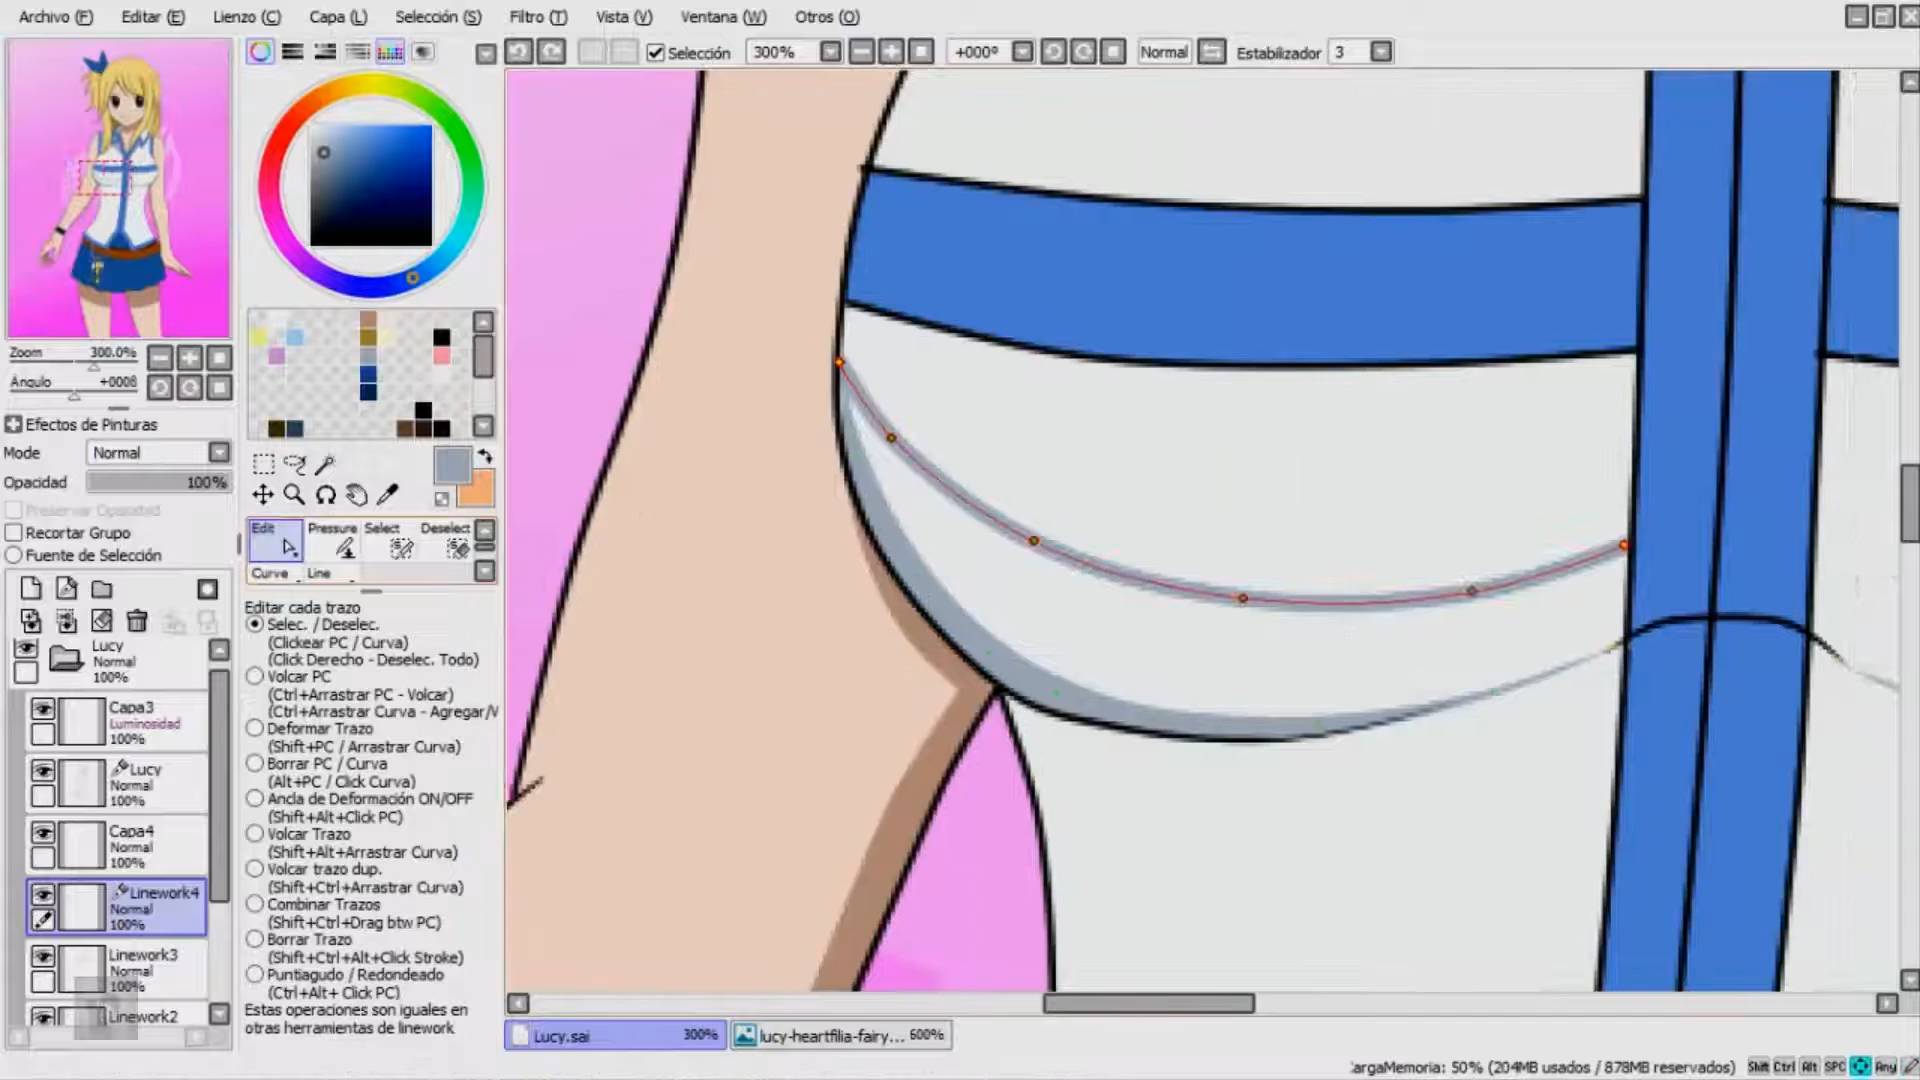 Archivo (F) Editar (E) Lienzo (C) Capa (L) Selección (S) Filtro (T) Vista (V) Ventana (W) Otros (O)
Selección 300% +000º Normal Estabilizador 3
Zoom 300.0%
Ángulo +000ß
Efectos de Pinturas
Mode Normal
Opacidad 100%
Preservar Opacidad
Recortar Grupo
Fuente de Selección
Lucy
Normal
100%
Capa3
Luminosidad
100%
Lucy
Normal
100%
Capa4
Normal
100%
Linework4
Normal
100%
Linework3
Normal
100%
Linework2
Edit Pressure Select Deselect
Curve Line
Editar cada trazo
Selec. / Deselec.
(Clickear PC / Curva)
(Click Derecho - Deselec. Todo)
Volcar PC
(Ctrl+Arrastrar PC - Volcar)
(Ctrl+Arrastrar Curva - Agregar/V
Deformar Trazo
(Shift+PC / Arrastrar Curva)
Borrar PC / Curva
(Alt+PC / Click Curva)
Ancla de Deformación ON/OFF
(Shift+Alt+Click PC)
Volcar Trazo
(Shift+Alt+Arrastrar Curva)
Volcar trazo dup.
(Shift+Ctrl+Arrastrar Curva)
Combinar Trazos
(Shift+Ctrl+Drag btw PC)
Borrar Trazo
(Shift+Ctrl+Alt+Click Stroke)
Puntiagudo / Redondeado
(Ctrl+Alt+ Click PC)
Estas operaciones son iguales en
otras herramientas de linework
Lucy.sai 300% lucy-heartfilia-fairy... 600%
argaMemoria: 50% (204MB usados / 878MB reservados) Shift Ctrl Alt SPC Any